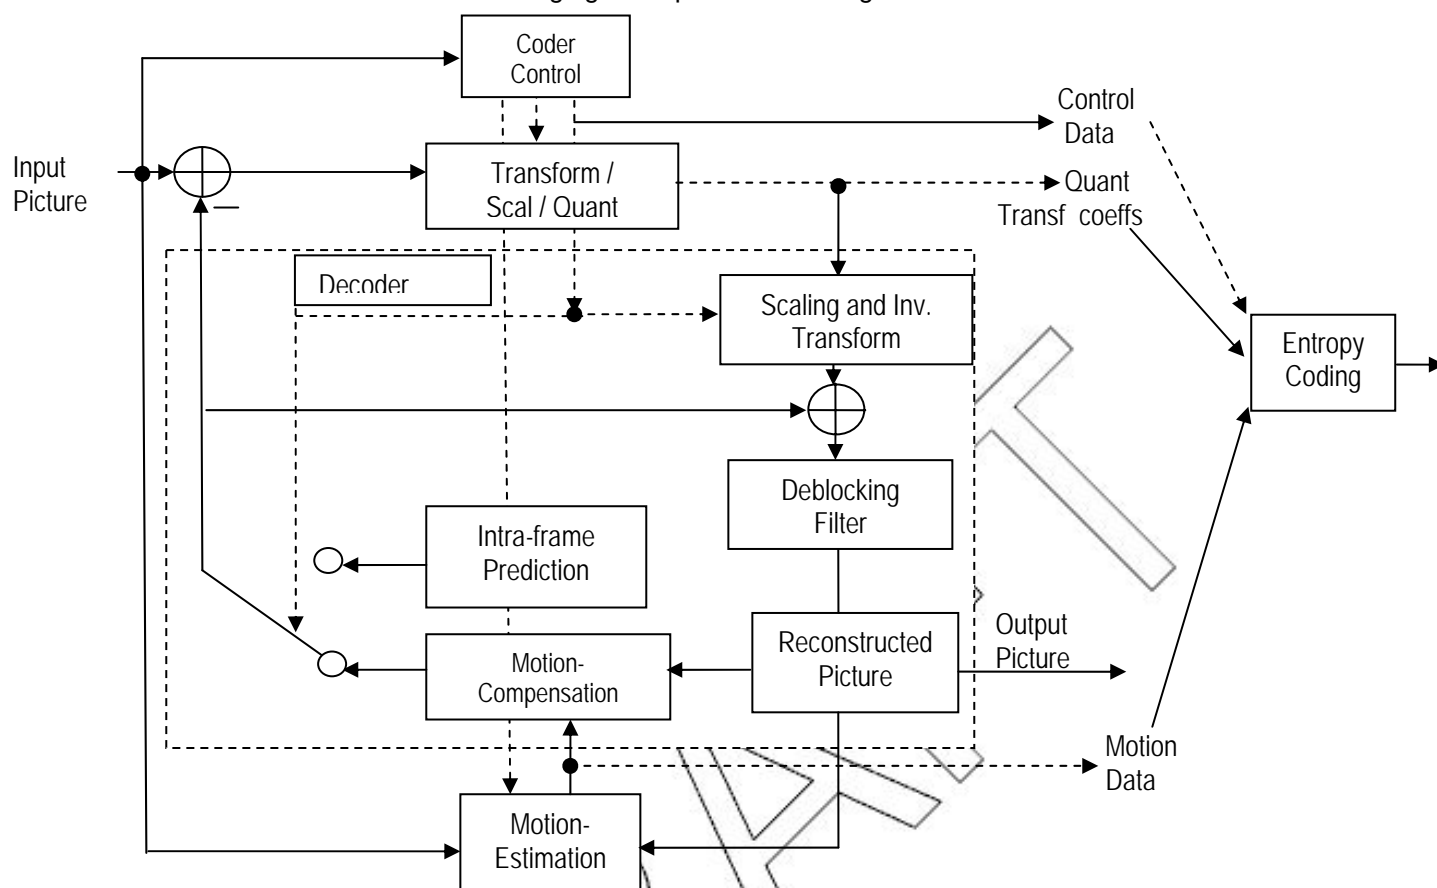 Coder
Control
Control
Data
Input
Picture
Transform /
Scal / Quant
Quant
Transf coeffs
Decoder
Scaling and Inv.
Transform
Entropy
Coding
Deblocking
Filter
Intra-frame
Prediction
Motion-
Compensation
Reconstructed
Picture
Output
Picture
Motion
Data
Motion-
Estimation